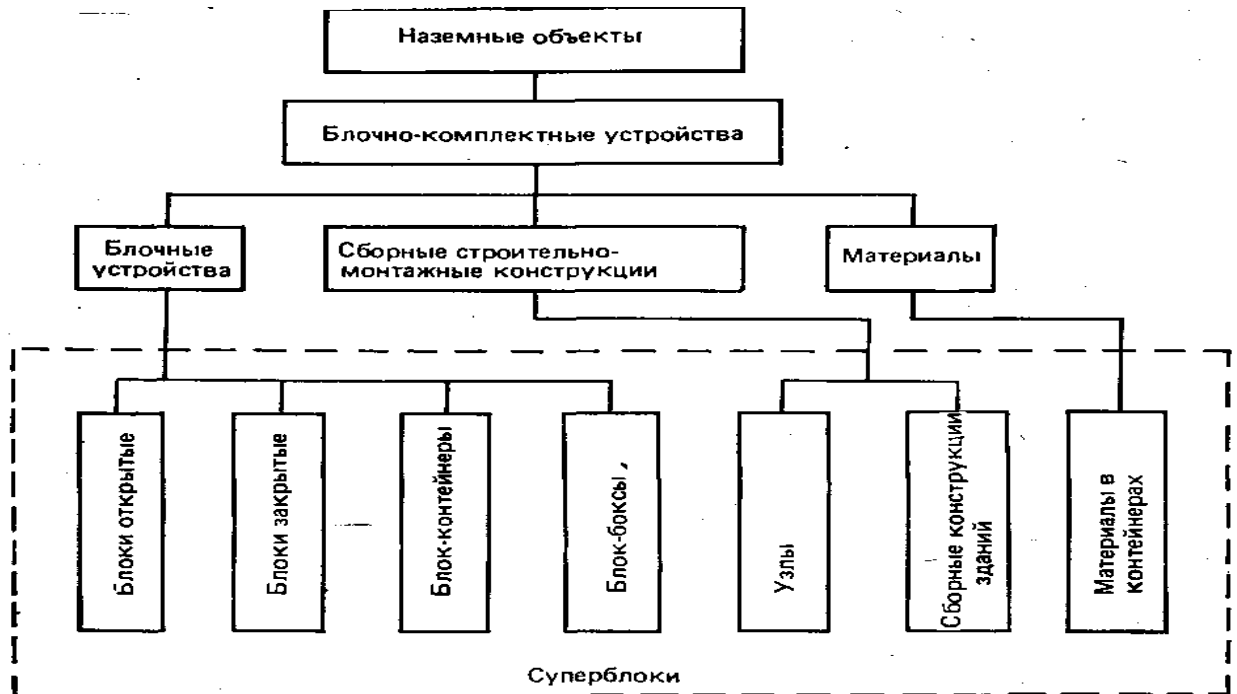 Наземные объекты
Блочно-комплектные устройства
Блочные
устройства
Сборные строительно-
монтажные конструкции
Материалы
Блоки открытые
Блоки закрытые
Блок-контейнеры
Блок-боксы,
Узлы
Сборные конструкции
зданий
Материалы в
контейнерах
Суперблоки